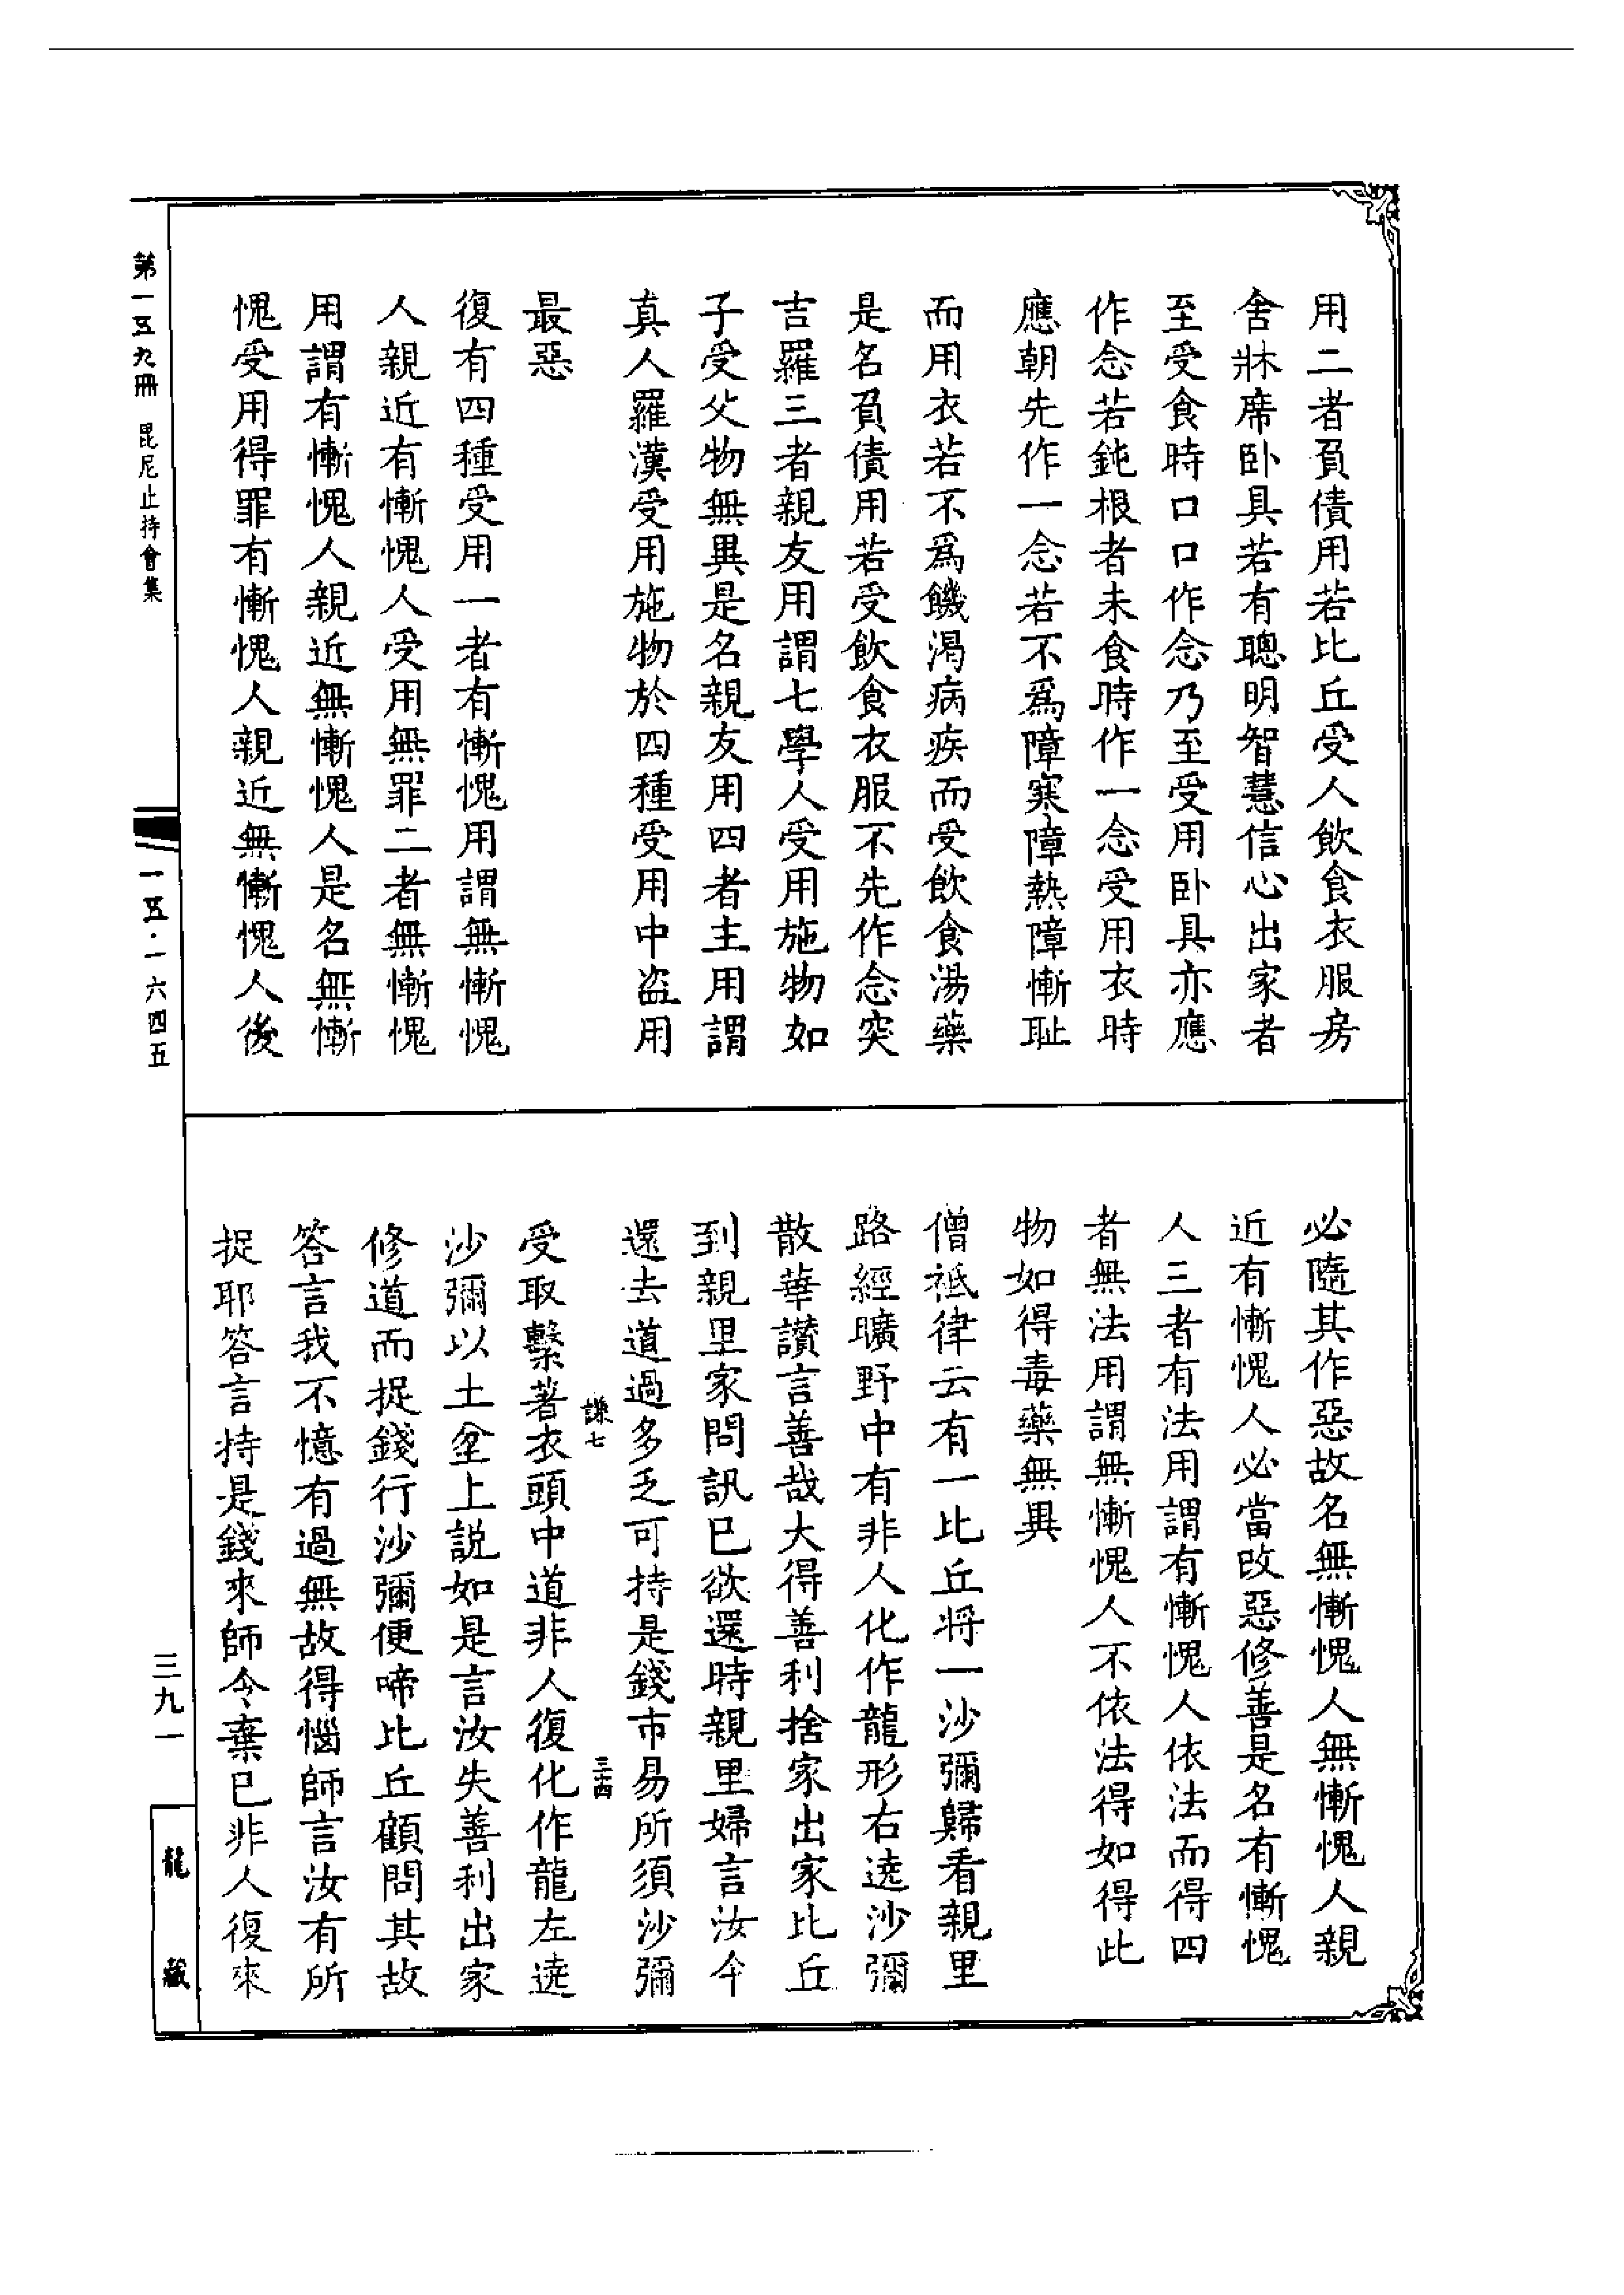 用二者負債用若比丘受人飲食衣服房
舍牀席卧具若有聰明智慧信心出家者
至受食時口口作念乃至受用卧具亦應
作念若鈍根者未食時作一念受用衣時
應朝先作一念若不爲障寒障熱障慚耻
而用衣若不爲饑渴病疾而受飲食湯藥
是名負債用若受飲食衣服不先作念突
吉羅三者親友用謂七學人受用施物如
子受父物無異是名親友用四者主用謂
真人羅漢受用施物於四種受用中盗用
最惡
復有四種受用一者有慚愧用謂無慚愧
人親近有慚愧人受用無罪二者無慚愧
用謂有慚愧人親近無慚愧人是名無慚
愧受用得罪有慚愧人親近無慚愧人後
必隨其作惡故名無慚愧人無慚愧人親
近有慚愧人必當改惡修善是名有慚愧
人三者有法用謂有慚愧人依法而得四
者無法用謂無慚愧人不依法得如得此
物如得毒藥無異
僧祇律云有一比丘将一沙彌歸看親里
路經曠野中有非人化作龍形右遶沙彌
散華讚言善哉大得善利捨家出家比丘
到親里家問訊已欲還時親里婦言汝今
還去道過多乏可持是錢市易所須沙彌
謙七
三十四
受取繫著衣頭中道非人復化作龍左遶
沙彌以土坌上説如是言汝失善利出家
修道而捉錢行沙彌便啼比丘顧問其故
答言我不憶有過無故得惱師言汝有所
捉耶答言持是錢來師今棄已非人復來
第一五九冊 毘尼止持會集
一五·一六四五
三九一
龍藏